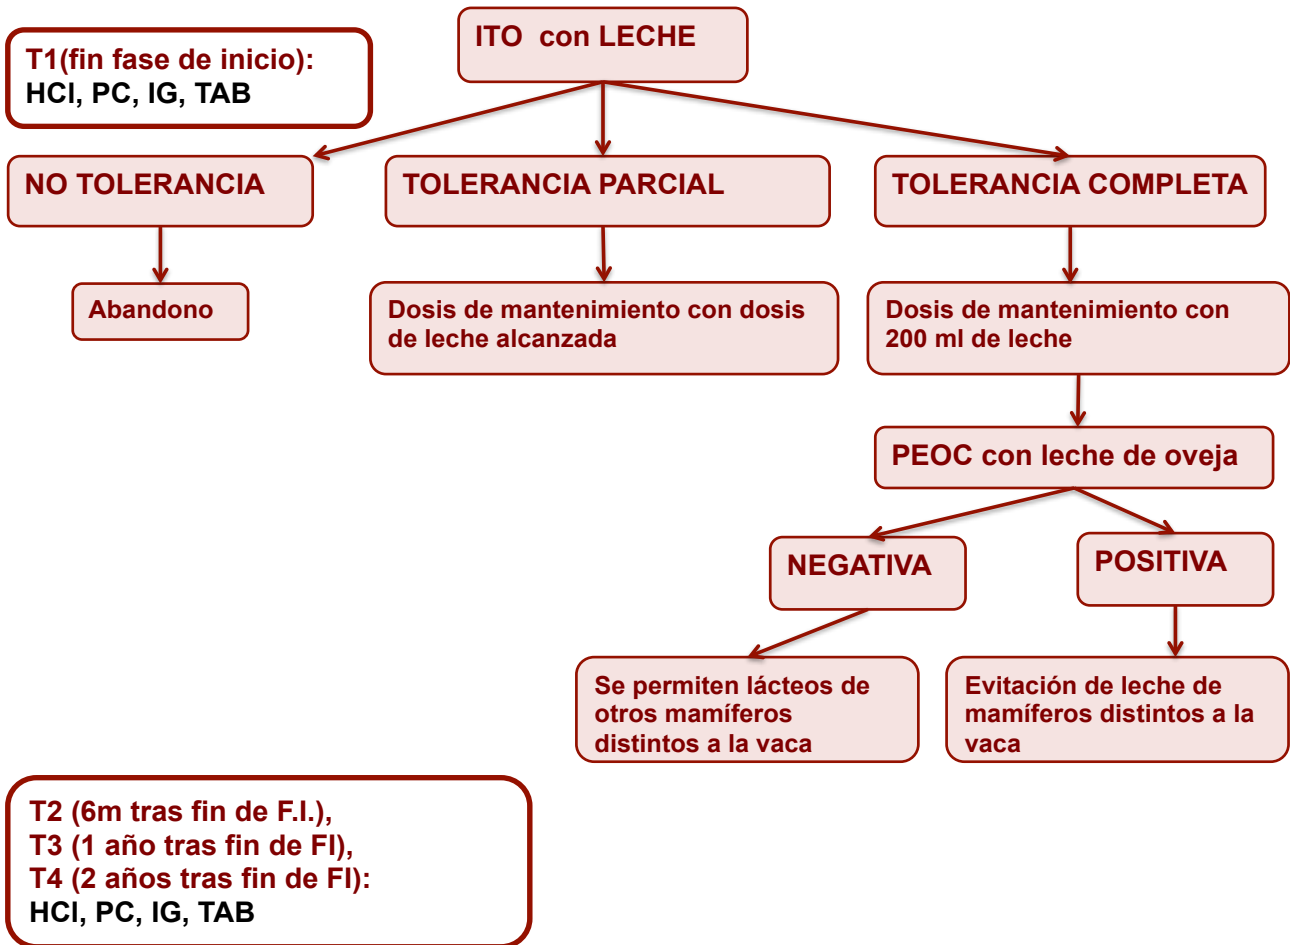 ITO con LECHE
T1(fin fase de inicio):
HCI, PC, IG, TAB
NO TOLERANCIA
TOLERANCIA PARCIAL
TOLERANCIA COMPLETA
Abandono
Dosis de mantenimiento con dosis
de leche alcanzada
Dosis de mantenimiento con
200 ml de leche
PEOC con leche de oveja
NEGATIVA
POSITIVA
Se permiten lácteos de
otros mamíferos
distintos a la vaca
Evitación de leche de
mamíferos distintos a la
vaca
T2 (6m tras fin de F.I.),
T3 (1 año tras fin de FI),
T4 (2 años tras fin de FI):
HCI, PC, IG, TAB